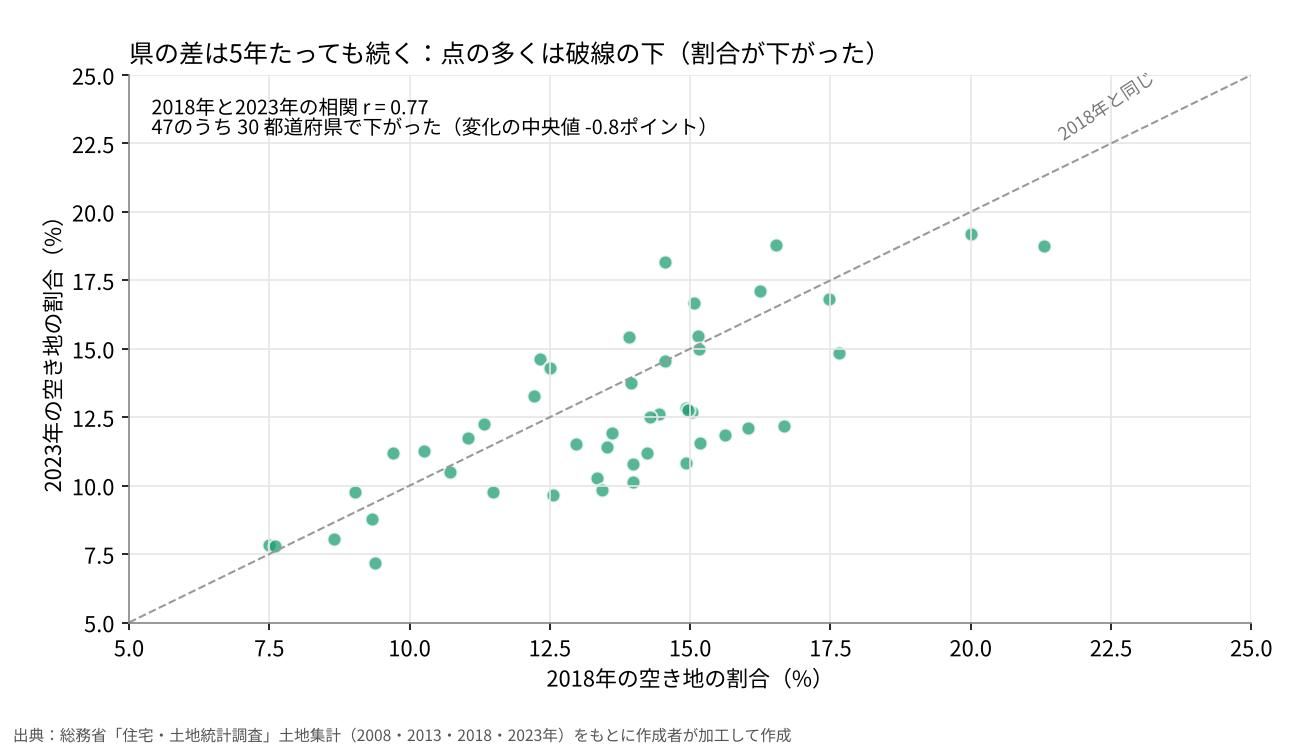 県の差は5年たっても続く：点の多くは破線の下（割合が下がった）
25.0
22.5
20.0
17.5
15.0
12.5
10.0
7.5
5.0
2023年の空き地の割合（%）
2018年と2023年の相関 r = 0.77
47のうち 30 都道府県で下がった（変化の中央値 -0.8ポイント）
2018年と同じ
5.0 7.5 10.0 12.5 15.0 17.5 20.0 22.5 25.0
2018年の空き地の割合（%）
出典：総務省「住宅・土地統計調査」土地集計（2008・2013・2018・2023年）をもとに作成者が加工して作成